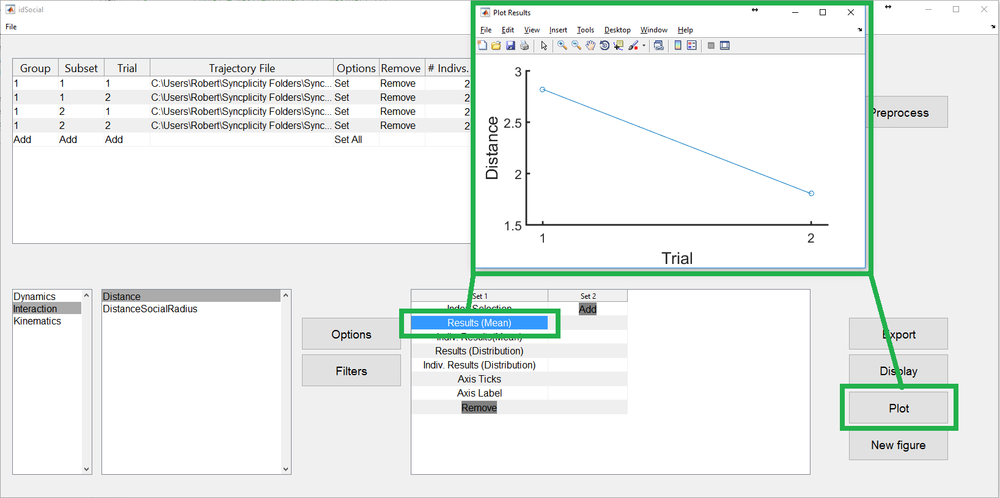 idSocial
File
Plot Results
File Edit View Insert Tools Desktop Window Help
Group Subset Trial Trajectory File Options Remove # Indivs.
1 1 1 C:\Users\Robert\Syncplicity Folders\Sync... Set Remove 2
1 1 2 C:\Users\Robert\Syncplicity Folders\Sync... Set Remove 2
1 2 1 C:\Users\Robert\Syncplicity Folders\Sync... Set Remove 2
1 2 2 C:\Users\Robert\Syncplicity Folders\Sync... Set Remove 2
Add Add Add Set All
3
2.5
2
1.5
Distance
1 2
Trial
Preprocess
Dynamics
Interaction
Kinematics
Distance
DistanceSocialRadius
Options
Filters
Set 1 Set 2
Index Selection Add
Results (Mean)
Indiv. Results(Mean)
Results (Distribution)
Indiv. Results (Distribution)
Axis Ticks
Axis Label
Remove
Export
Display
Plot
New figure